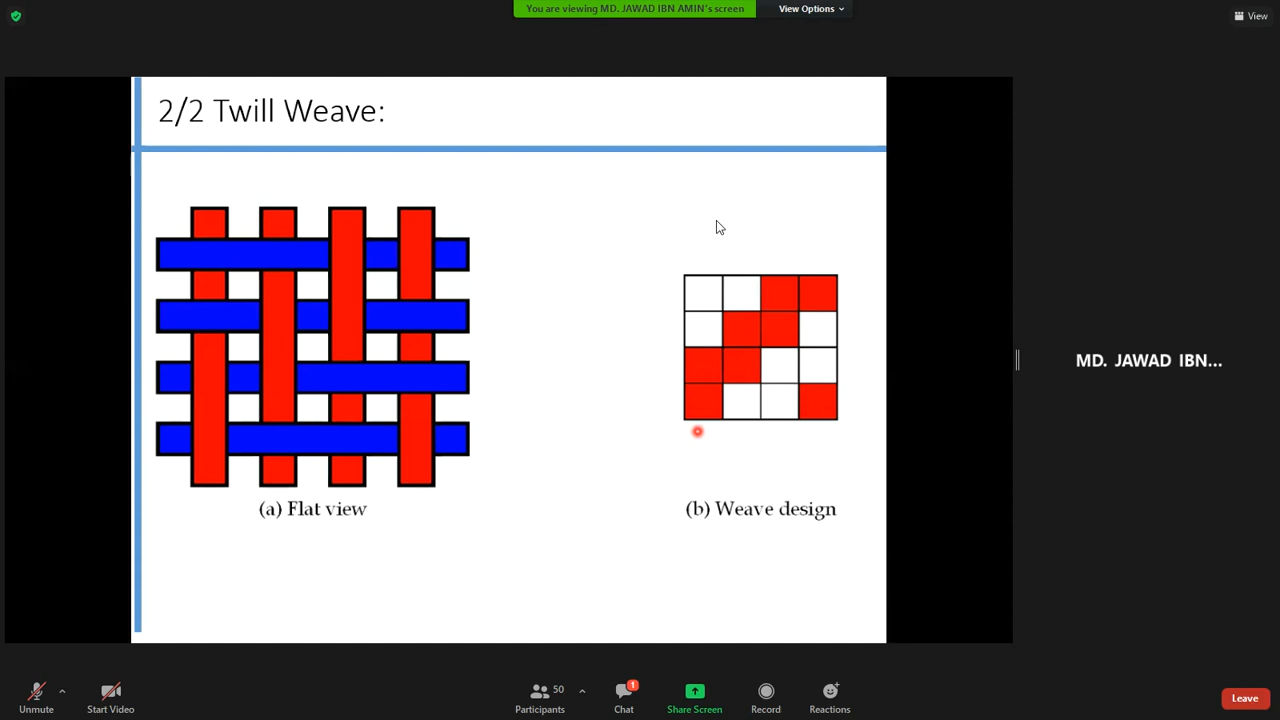 You are viewing MD. JAWAD IBN AMIN's screen
View Options
View
2/2 Twill Weave:
MD. JAWAD IBN...
(a) Flat view
(b) Weave design
Unmute
Start Video
50
Participants
1
Chat
Share Screen
Record
Reactions
Leave